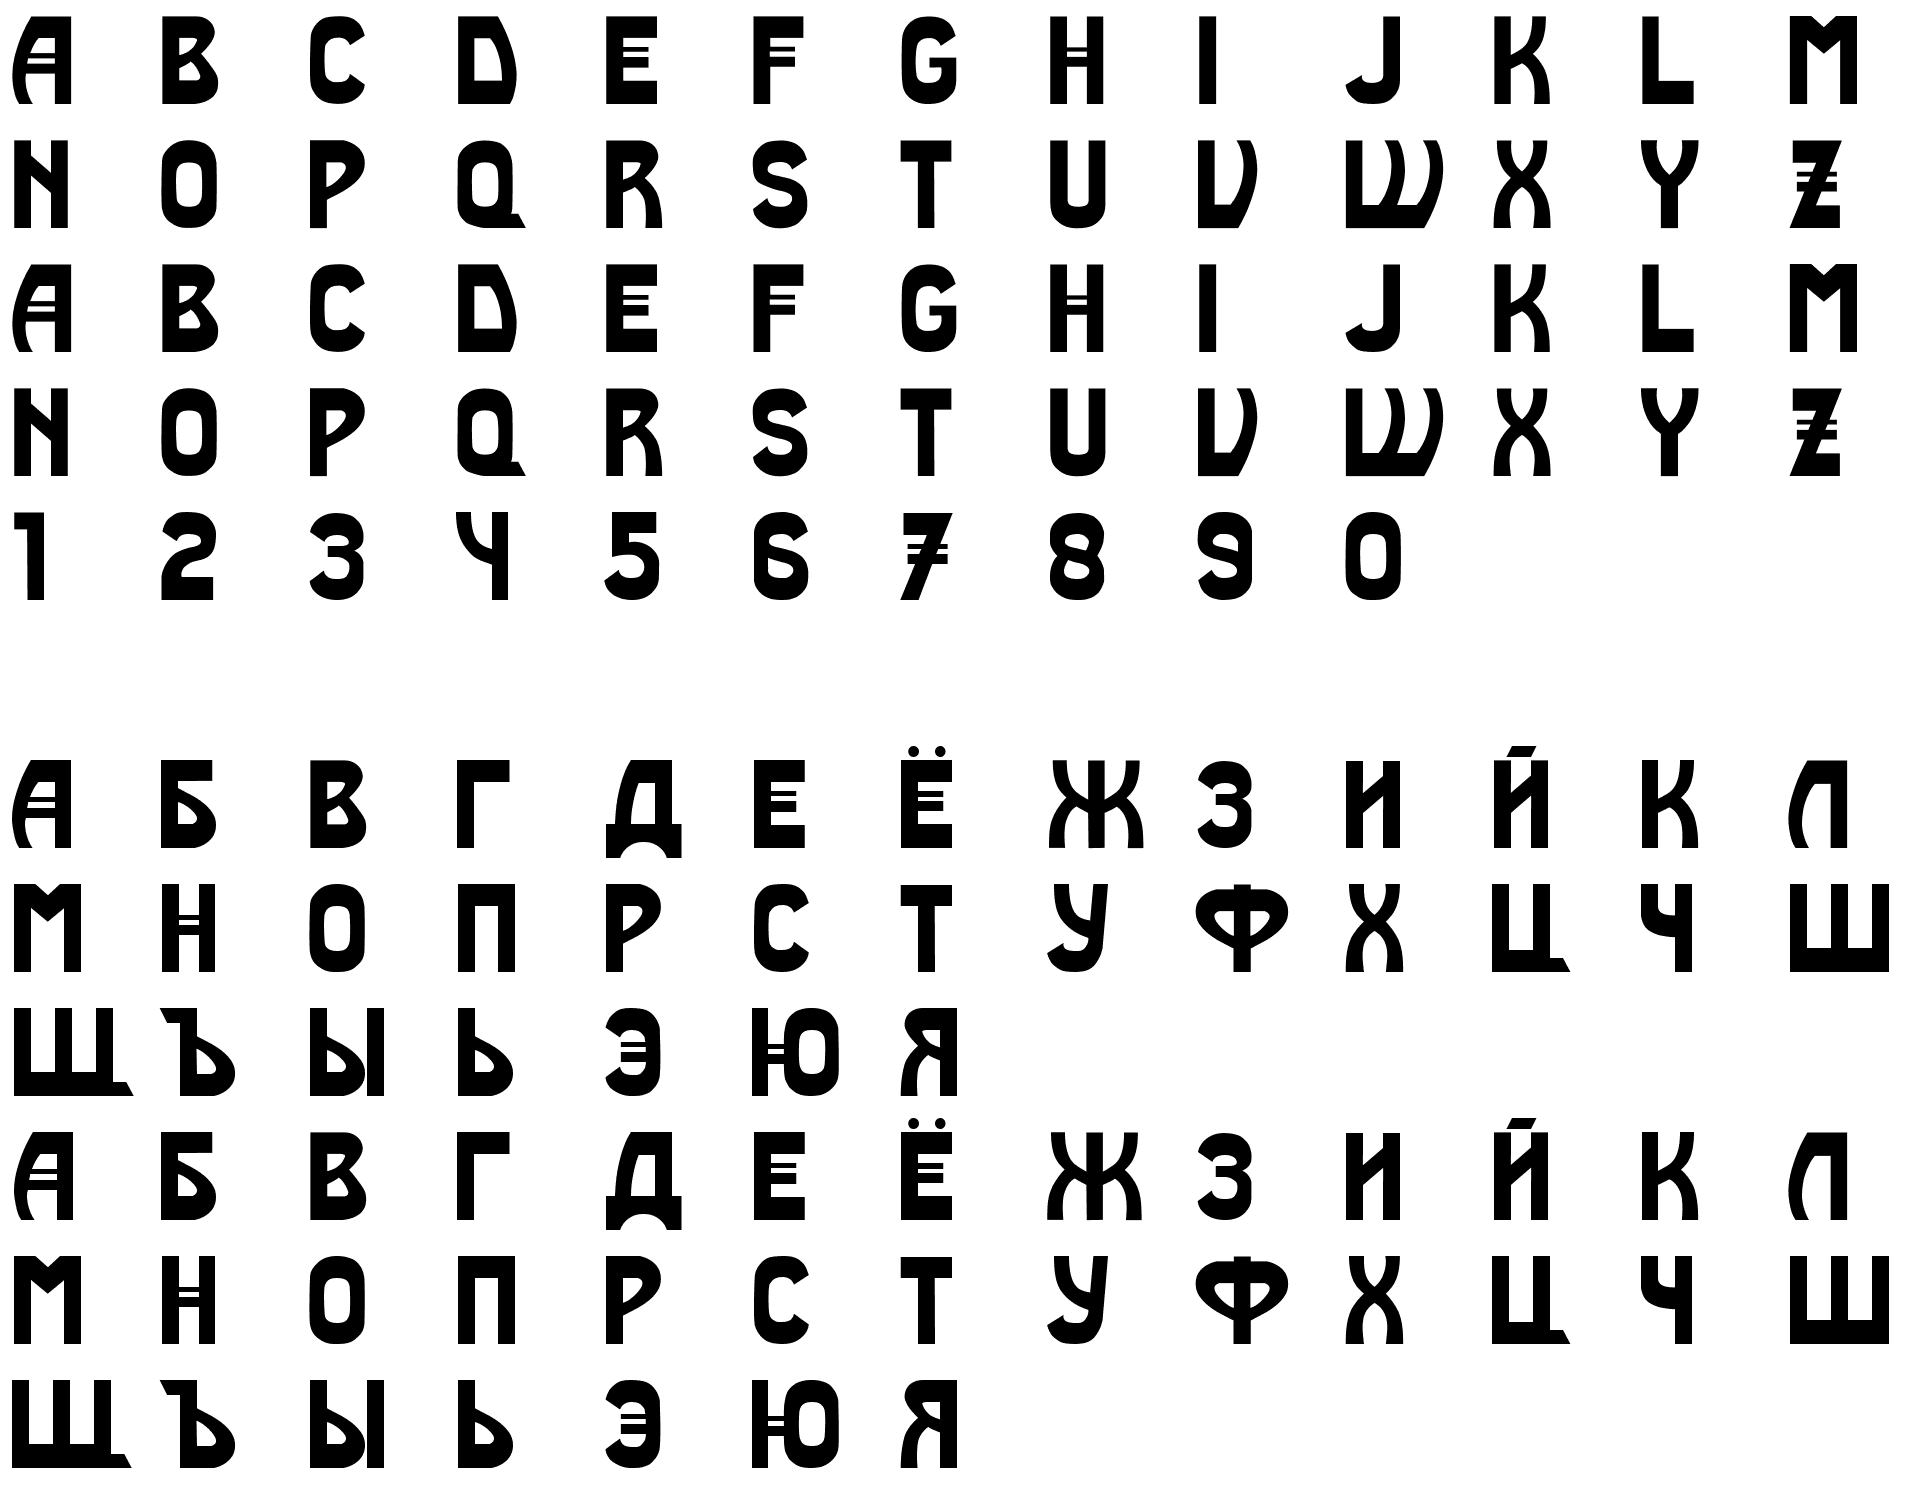 A B C D E F G H I J K L M
N O P Q R S T U V W X Y Z
A B C D E F G H I J K L M
N O P Q R S T U V W X Y Z
1 2 3 4 5 6 7 8 9 0
А Б В Г Д Е Ё Ж З И Й К Л
М Н О П Р С Т У Ф Х Ц Ч Ш
Щ Ъ Ы Ь Э Ю Я
А Б В Г Д Е Ё Ж З И Й К Л
М Н О П Р С Т У Ф Х Ц Ч Ш
Щ Ъ Ы Ь Э Ю Я